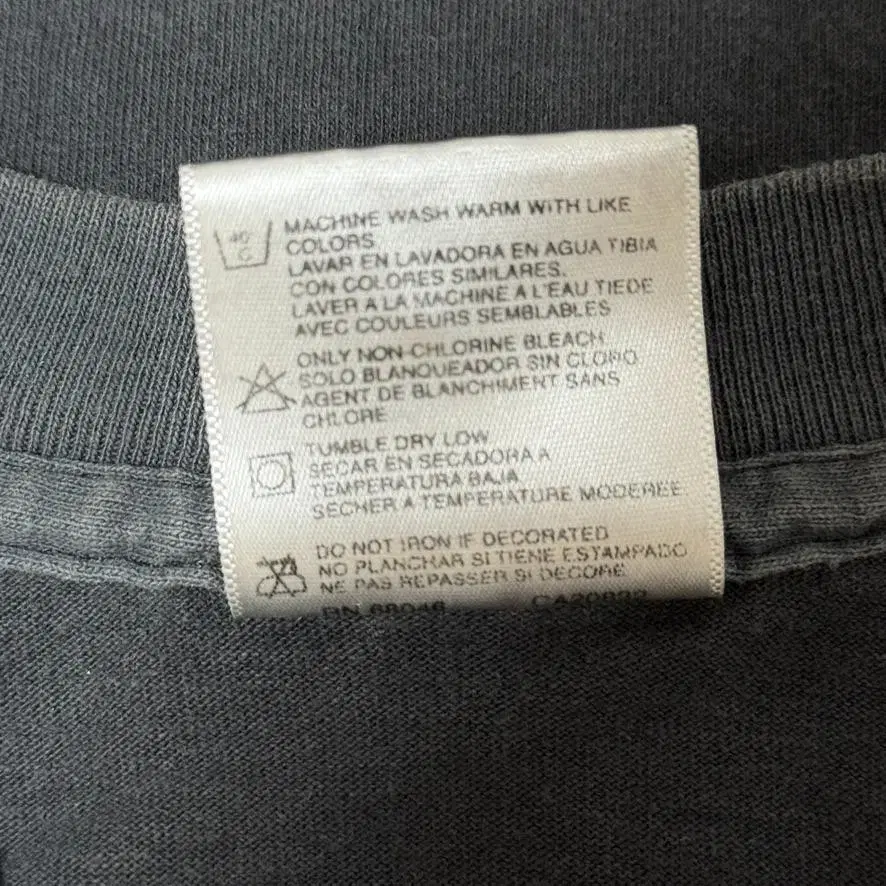 40°
C
MACHINE WASH WARM WITH LIKE
COLORS
LAVAR EN LAVADORA EN AGUA TIBIA
CON COLORES SIMILARES.
LAVER A LA MACHINE A L'EAU TIEDE
AVEC COULEURS SEMBLABLES
ONLY NON-CHLORINE BLEACH
SOLO BLANQUEADOR SIN CLORO
AGENT DE BLANCHIMENT SANS
CHLORE
TUMBLE DRY LOW
SECAR EN SECADORA A
TEMPERATURA BAJA
SECHER A TEMPERATURE MODEREE
DO NOT IRON IF DECORATED
NO PLANCHAR SI TIENE ESTAMPADO
NE PAS REPASSER SI DECORE
RN